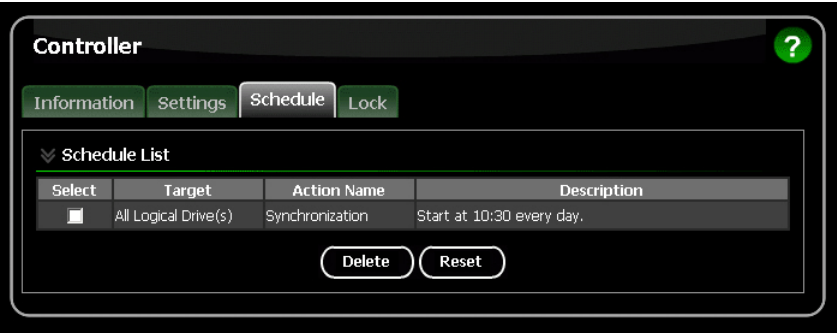 Controller
?
Information Settings Schedule Lock
Schedule List
Select Target Action Name Description
All Logical Drive(s) Synchronization Start at 10:30 every day.
Delete Reset